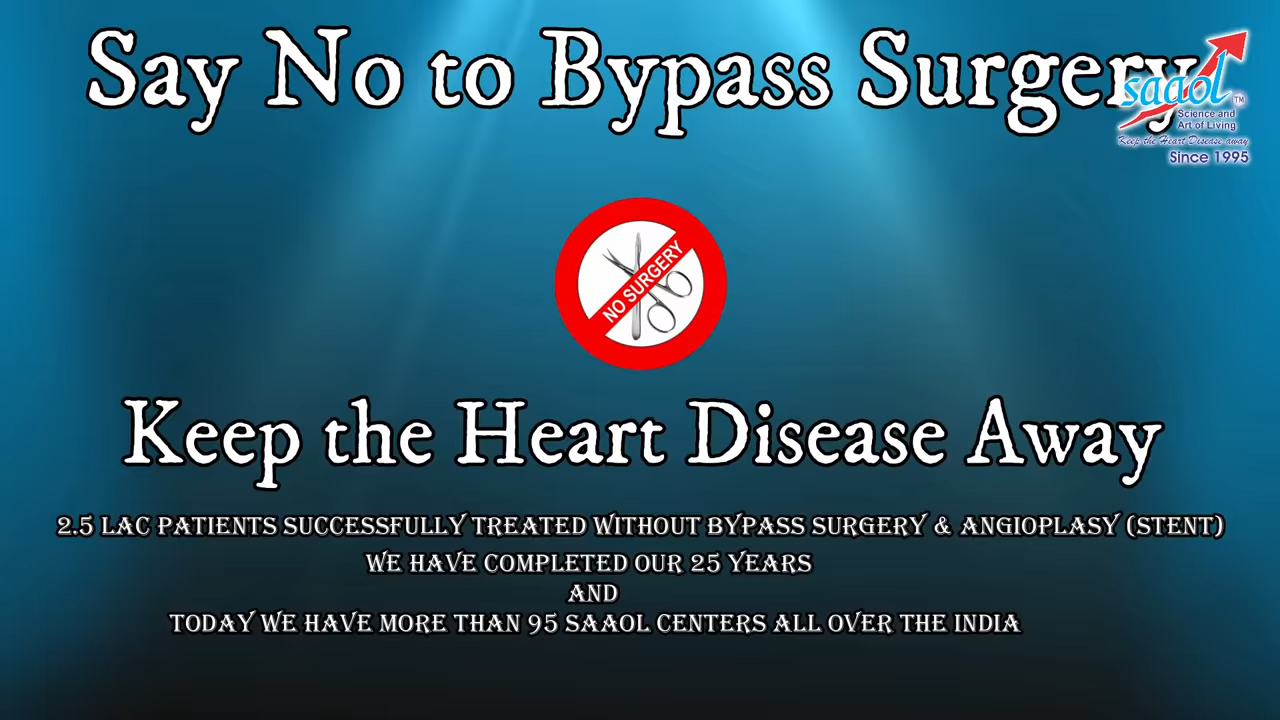 Say No to Bypass Surgery
saaol TM
Science and
Art of Living
Keep the Heart Disease away
Since 1995
NO SURGERY
Keep the Heart Disease Away
2.5 LAC PATIENTS SUCCESSFULLY TREATED WITHOUT BYPASS SURGERY & ANGIOPLASY (STENT)
WE HAVE COMPLETED OUR 25 YEARS
AND
TODAY WE HAVE MORE THAN 95 SAAOL CENTERS ALL OVER THE INDIA